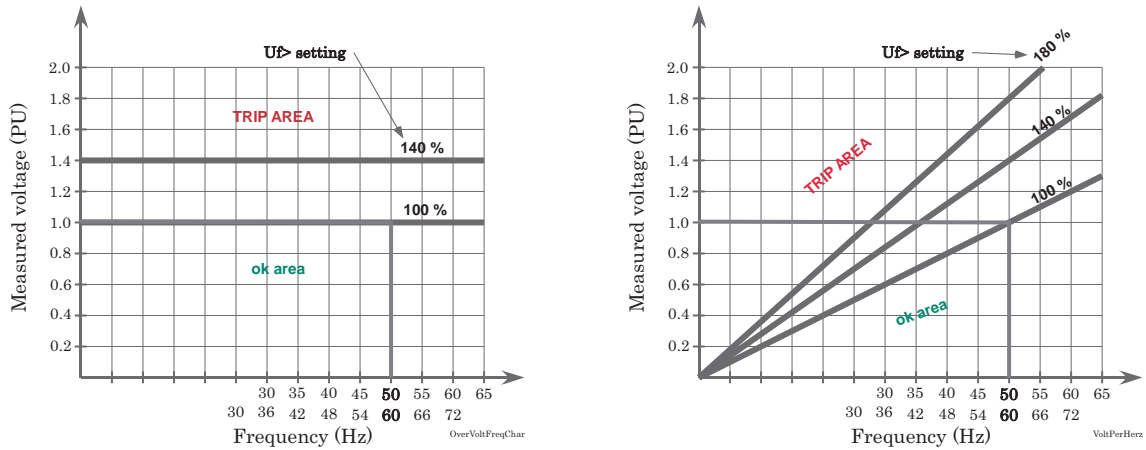 Uf> setting
Measured voltage (PU)
2.0
1.8
1.6
1.4
1.2
1.0
0.8
0.6
0.4
0.2
TRIP AREA
140 %
100 %
ok area
30 35 40 45 50 55 60 65
30 36 42 48 54 60 66 72
Frequency (Hz)
OverVoltFreqChar
Uf> setting
180 %
Measured voltage (PU)
2.0
1.8
1.6
1.4
1.2
1.0
0.8
0.6
0.4
0.2
140 %
TRIP AREA
100 %
ok area
30 35 40 45 50 55 60 65
30 36 42 48 54 60 66 72
Frequency (Hz)
VoltPerHerz